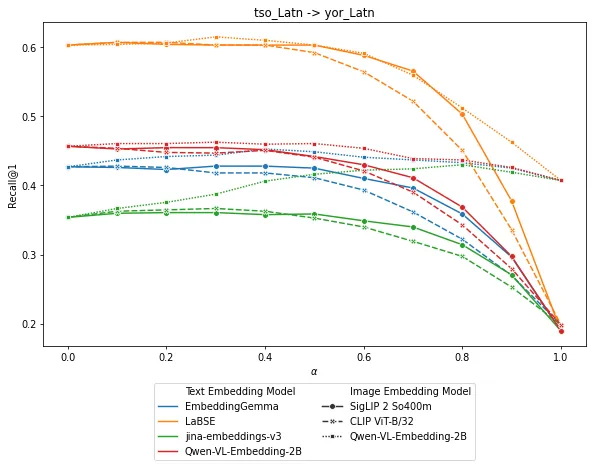 tso_Latn -> yor_Latn
Recall@1
0.6
0.5
0.4
0.3
0.2
0.0 0.2 0.4 0.6 0.8 1.0
α
Text Embedding Model Image Embedding Model
EmbeddingGemma SigLIP 2 So400m
LaBSE CLIP ViT-B/32
jina-embeddings-v3 Qwen-VL-Embedding-2B
Qwen-VL-Embedding-2B